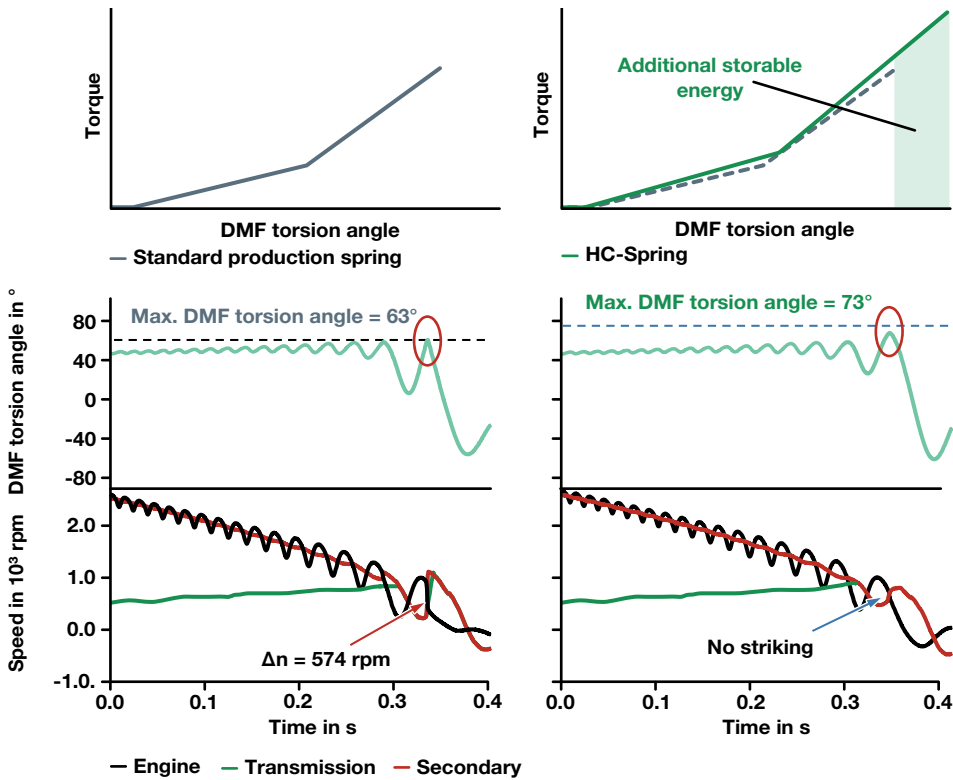 Torque
DMF torsion angle
Standard production spring
Torque
Additional storable
energy
DMF torsion angle
HC-Spring
DMF torsion angle in °
80
40
0
-40
-80
Max. DMF torsion angle = 63°
Max. DMF torsion angle = 73°
Speed in 10³ rpm
2.0
1.0
0.0
-1.0.
Δn = 574 rpm
0.0
0.1
0.2
0.3
0.4
Time in s
No striking
0.0
0.1
0.2
0.3
0.4
Time in s
Engine
Transmission
Secondary